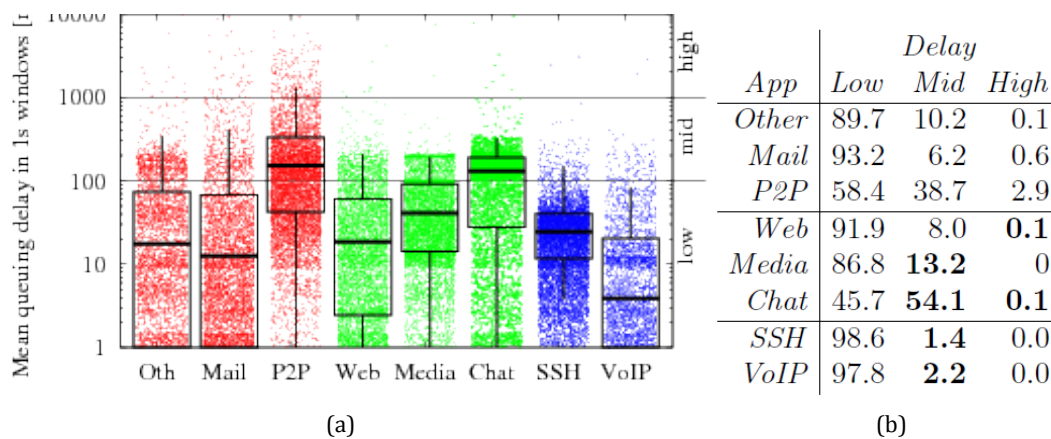 Mean queuing delay in 1s windows
10000
1000
100
10
1
high
mid
low
Oth Mail P2P Web Media Chat SSH VoIP
(a)
Delay
App Low Mid High
Other 89.7 10.2 0.1
Mail 93.2 6.2 0.6
P2P 58.4 38.7 2.9
Web 91.9 8.0 0.1
Media 86.8 13.2 0
Chat 45.7 54.1 0.1
SSH 98.6 1.4 0.0
VoIP 97.8 2.2 0.0
(b)